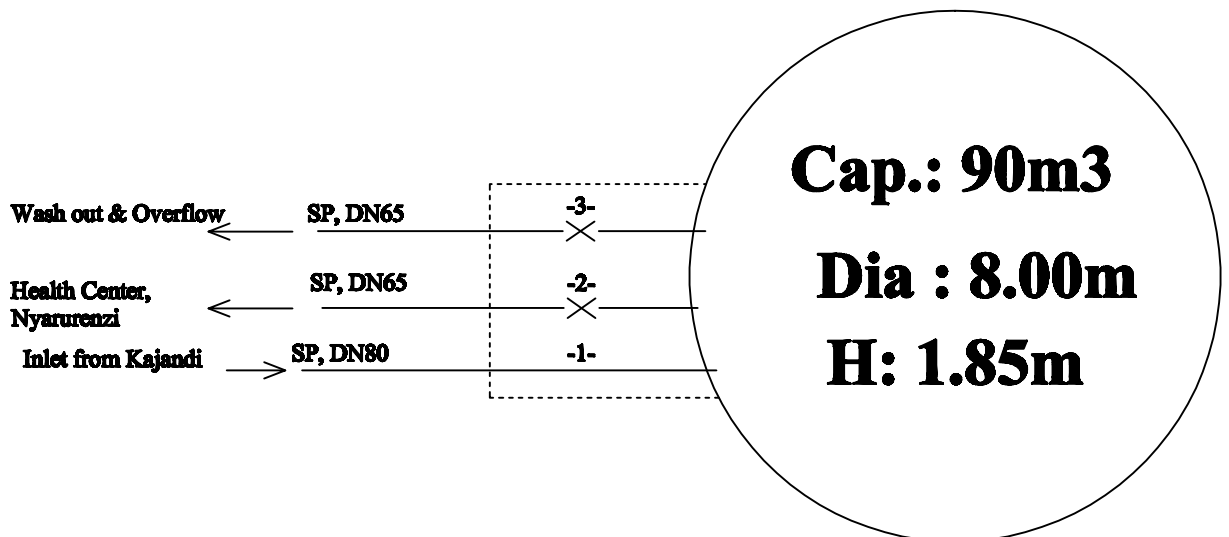 Cap.: 90m3
Wash out & Overflow
SP, DN65
-3-
Dia : 8.00m
Health Center,
Nyarurenzi
SP, DN65
-2-
H: 1.85m
Inlet from Kajandi
SP, DN80
-1-